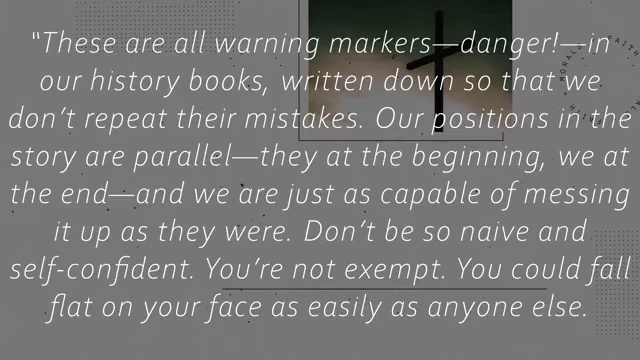 “These are all warning markers—danger!—in
our history books, written down so that we
don’t repeat their mistakes. Our positions in the
story are parallel—they at the beginning, we at
the end—and we are just as capable of messing
it up as they were. Don’t be so naive and
self-confident. You’re not exempt. You could fall
flat on your face as easily as anyone else.
FAITH